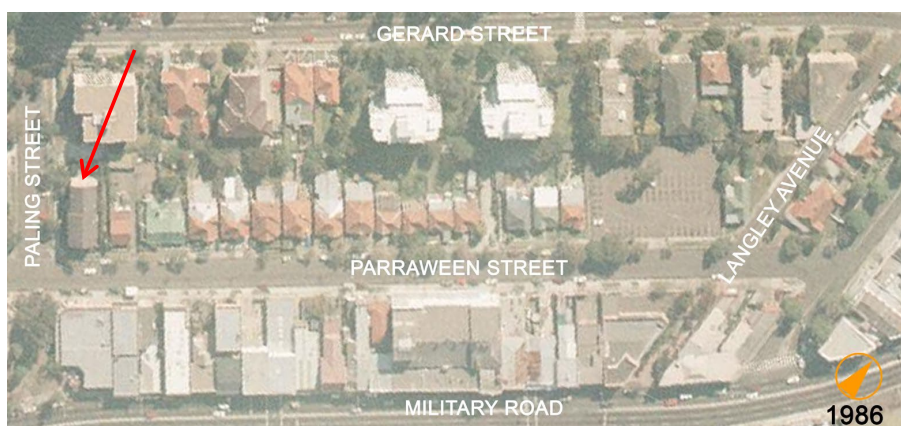 GERARD STREET
PALING STREET
LANGLEY AVENUE
PARRAWEEN STREET
MILITARY ROAD
1986